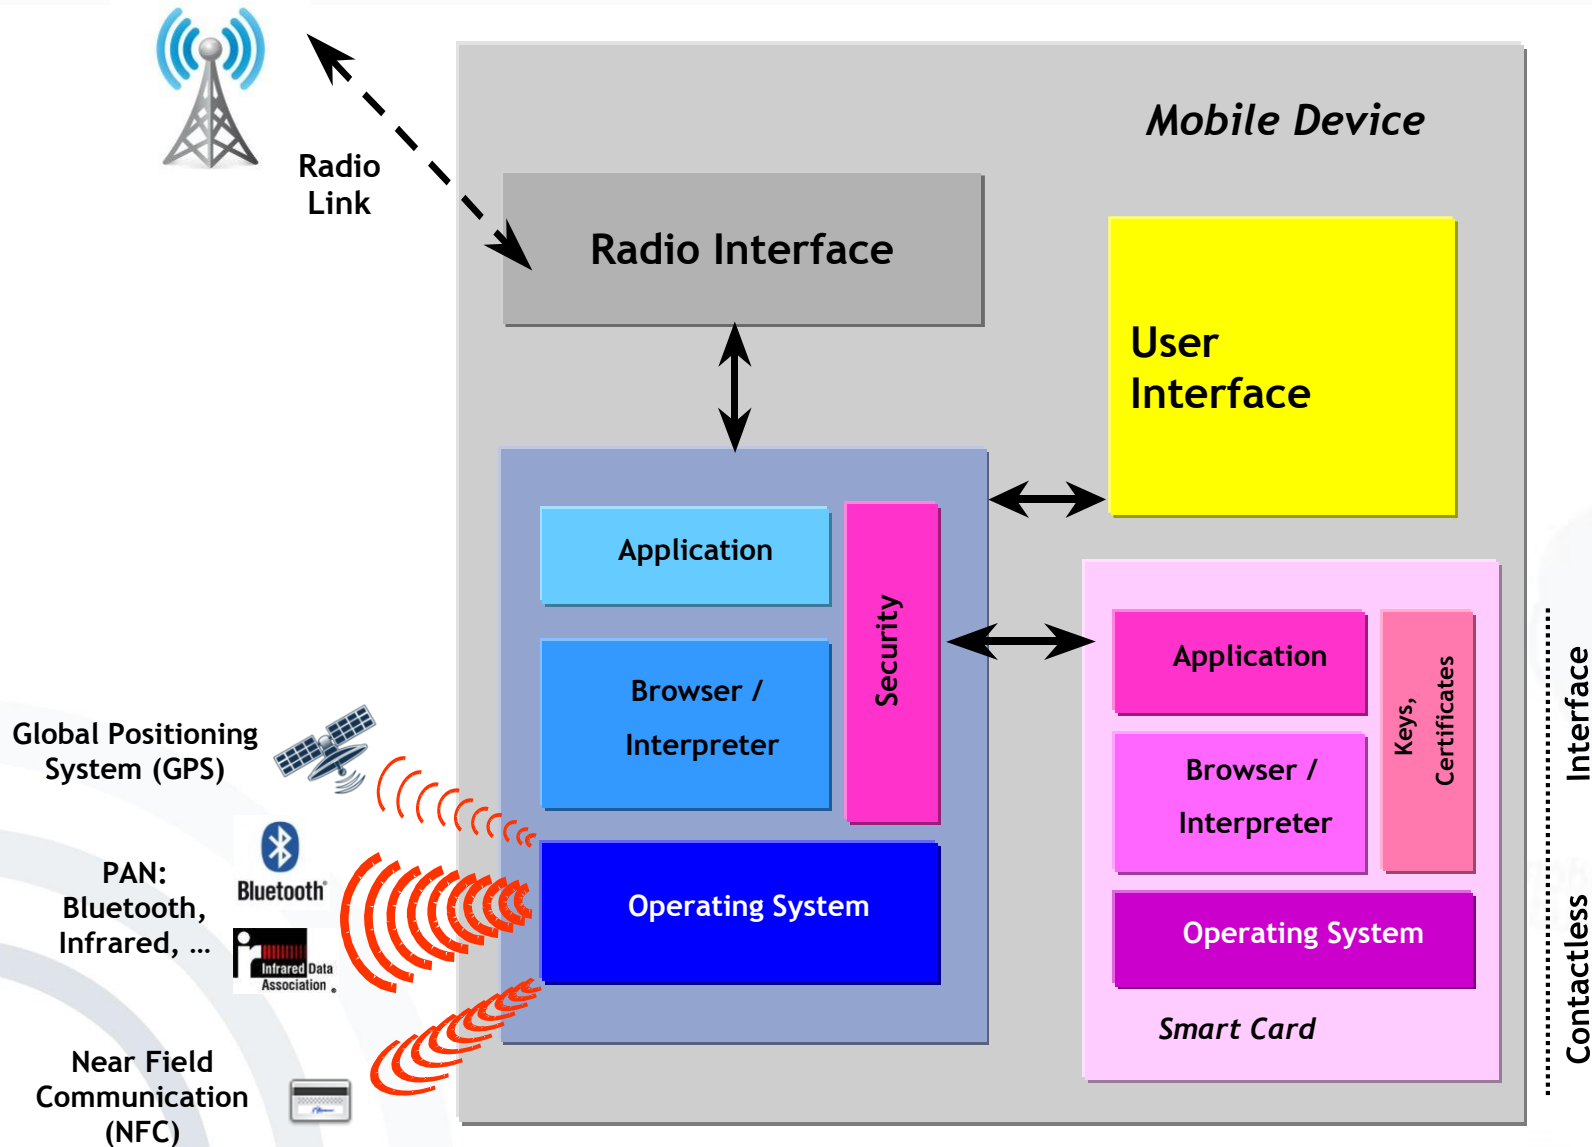 Mobile Device
Radio
Link
Radio Interface
User
Interface
Application
Security
Browser /
Interpreter
Operating System
Application
Keys,
Certificates
Browser /
Interpreter
Operating System
Smart Card
Contactless Interface
Global Positioning
System (GPS)
PAN:
Bluetooth,
Infrared, …
Bluetooth®
Infrared Data
Association
Near Field
Communication
(NFC)